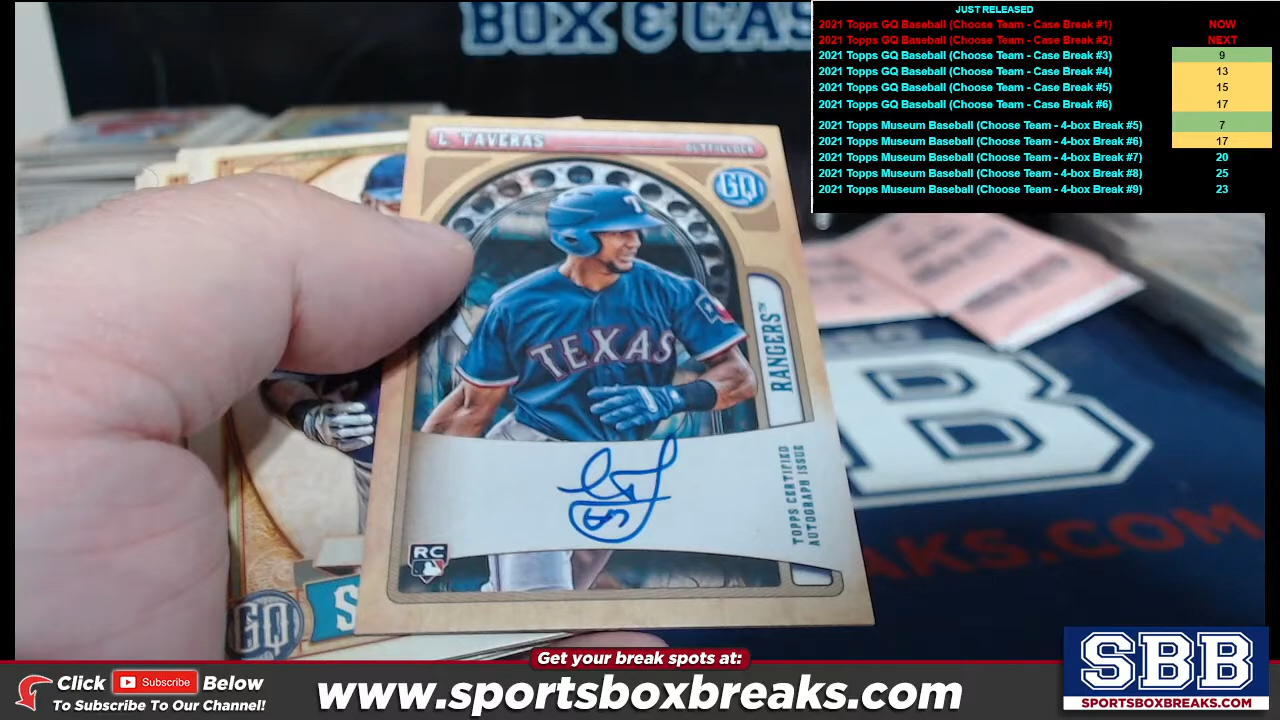 BOX & CAS
JUST RELEASED
2021 Topps GQ Baseball (Choose Team - Case Break #1) NOW
2021 Topps GQ Baseball (Choose Team - Case Break #2) NEXT
2021 Topps GQ Baseball (Choose Team - Case Break #3) 9
2021 Topps GQ Baseball (Choose Team - Case Break #4) 13
2021 Topps GQ Baseball (Choose Team - Case Break #5) 15
2021 Topps GQ Baseball (Choose Team - Case Break #6) 17
2021 Topps Museum Baseball (Choose Team - 4-box Break #5) 7
2021 Topps Museum Baseball (Choose Team - 4-box Break #6) 17
2021 Topps Museum Baseball (Choose Team - 4-box Break #7) 20
2021 Topps Museum Baseball (Choose Team - 4-box Break #8) 25
2021 Topps Museum Baseball (Choose Team - 4-box Break #9) 23
L TAVERAS
OUTFIELDER
GQ
T
RANGERS™
TEXAS
TOPPS CERTIFIED
AUTOGRAPH ISSUE
RC
GQ
S
B
AKS.COM
Get your break spots at:
Click Subscribe Below
To Subscribe To Our Channel!
www.sportsboxbreaks.com
SBB
SPORTSBOXBREAKS.COM